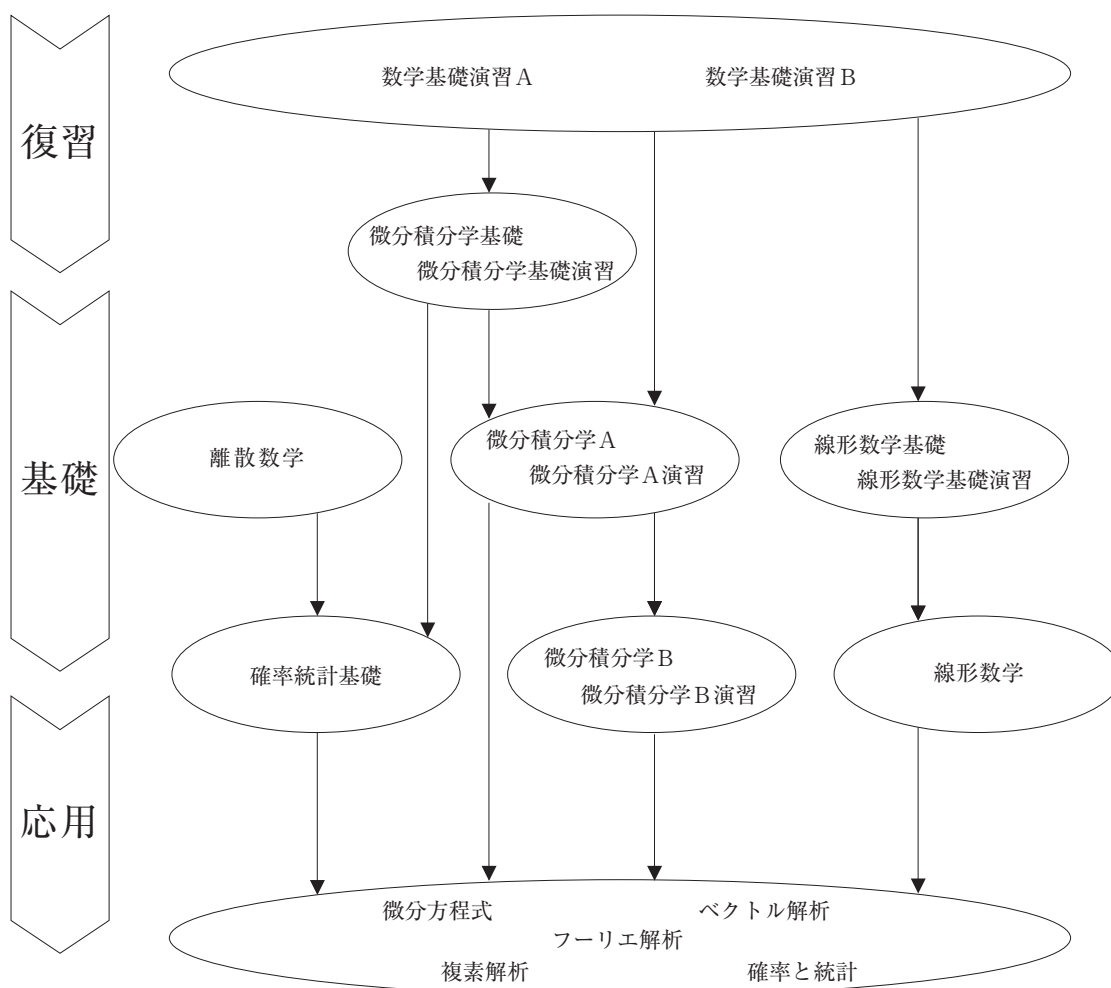 復習
数学基礎演習A
数学基礎演習B
微分積分学基礎
微分積分学基礎演習
基礎
離散数学
微分積分学A
微分積分学A演習
線形数学基礎
線形数学基礎演習
確率統計基礎
微分積分学B
微分積分学B演習
線形数学
応用
微分方程式
ベクトル解析
フーリエ解析
複素解析
確率と統計